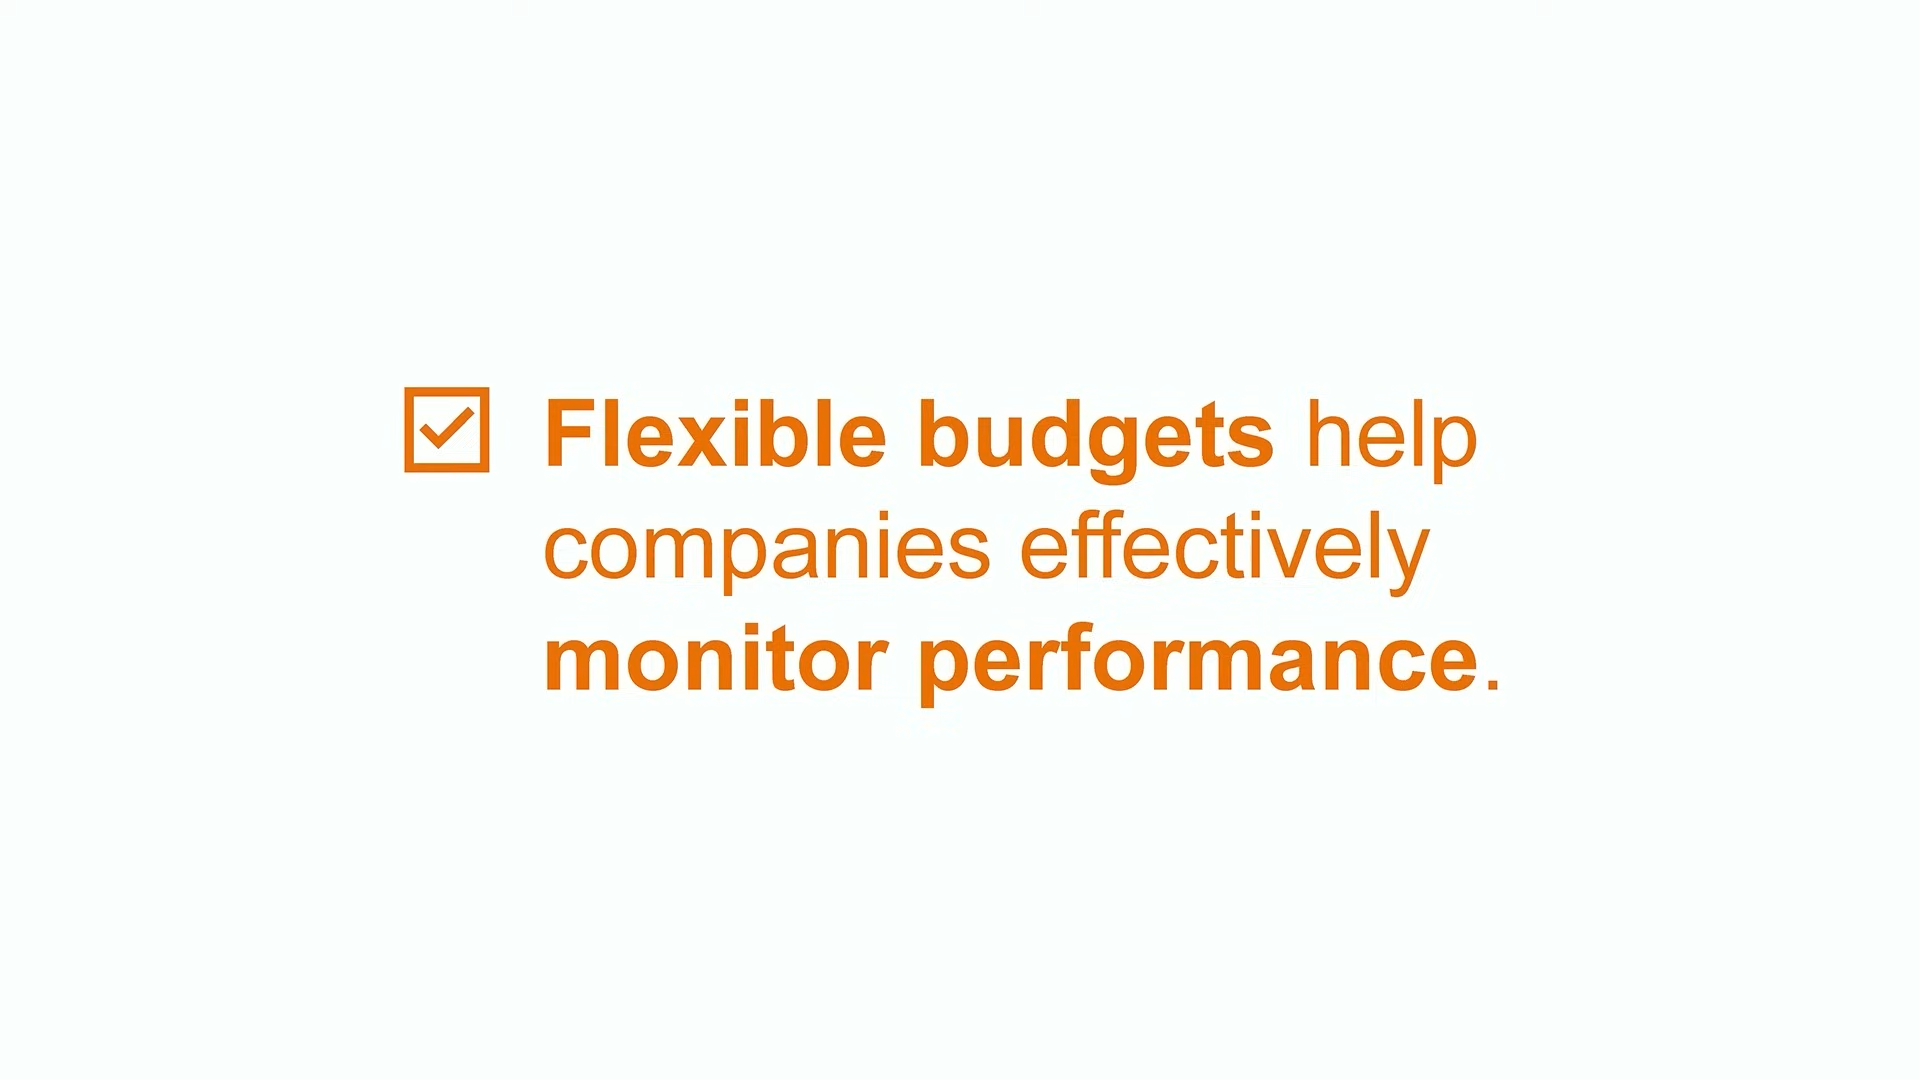 Flexible budgets help
companies effectively
monitor performance.